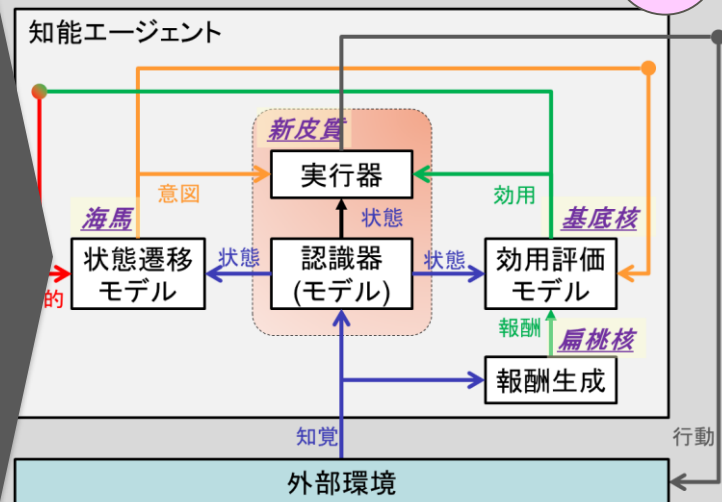 知能エージェント
新皮質
実行器
意図
効用
海馬
状態
基底核
状態遷移
モデル
状態
認識器
(モデル)
状態
効用評価
モデル
的
報酬
扁桃核
報酬生成
知覚
行動
外部環境